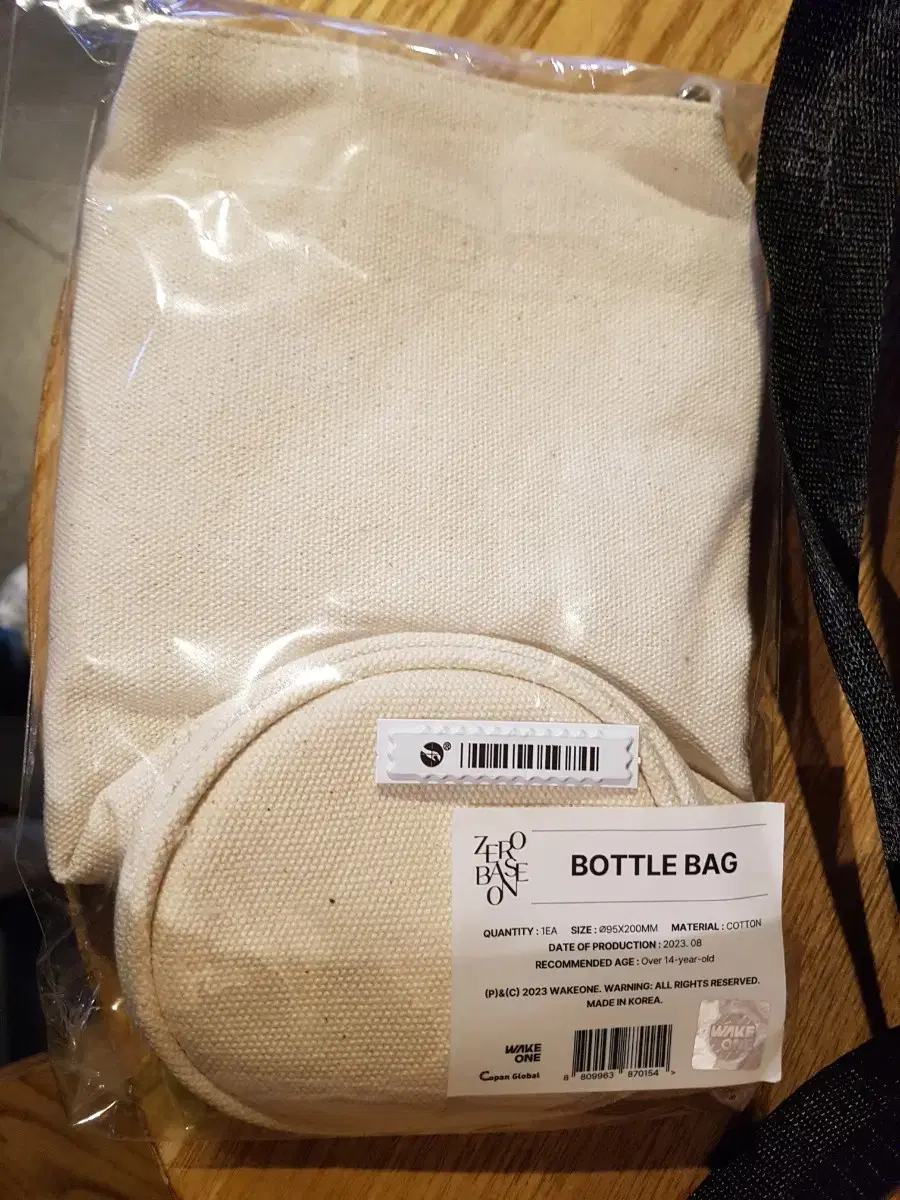 ®
ZERO
BASE
ON
BOTTLE BAG
QUANTITY : 1EA SIZE : Ø95X200MM MATERIAL : COTTON
DATE OF PRODUCTION : 2023. 08
RECOMMENDED AGE : Over 14-year-old
(P)&(C) 2023 WAKEONE. WARNING: ALL RIGHTS RESERVED.
MADE IN KOREA.
WAKE
ONE
WAKE
ONE
Capan Global
8 809963 870154 >